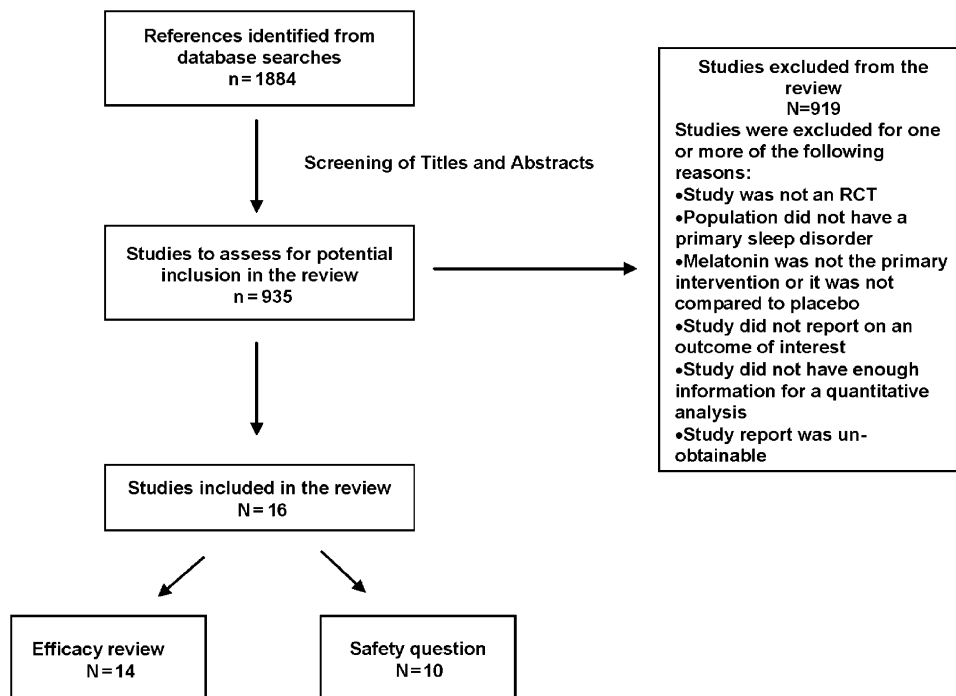 References identified from
database searches
n = 1884
Screening of Titles and Abstracts
Studies to assess for potential
inclusion in the review
n = 935
Studies excluded from the
review
N=919
Studies were excluded for one
or more of the following
reasons:
•Study was not an RCT
•Population did not have a
primary sleep disorder
•Melatonin was not the primary
intervention or it was not
compared to placebo
•Study did not report on an
outcome of interest
•Study did not have enough
information for a quantitative
analysis
•Study report was un-
obtainable
Studies included in the review
N = 16
Efficacy review
N=14
Safety question
N=10